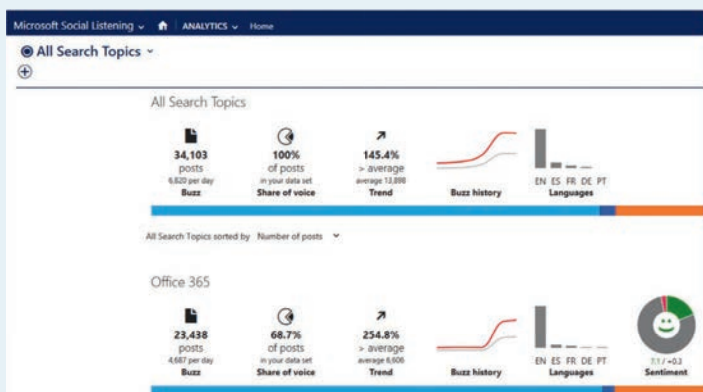 Microsoft Social Listening ANALYTICS Home
All Search Topics
All Search Topics
34,103 100% 145.4%
posts of posts > average
6,820 per day in your data set average 13,898 EN ES FR DE PT
Buzz Share of voice Trend Buzz history Languages
All Search Topics sorted by Number of posts
Office 365
23,438 68.7% 254.8%
posts of posts > average
4,687 per day in your data set average 6,606 EN ES FR DE PT 7.1 / +0.3
Buzz Share of voice Trend Buzz history Languages Sentiment